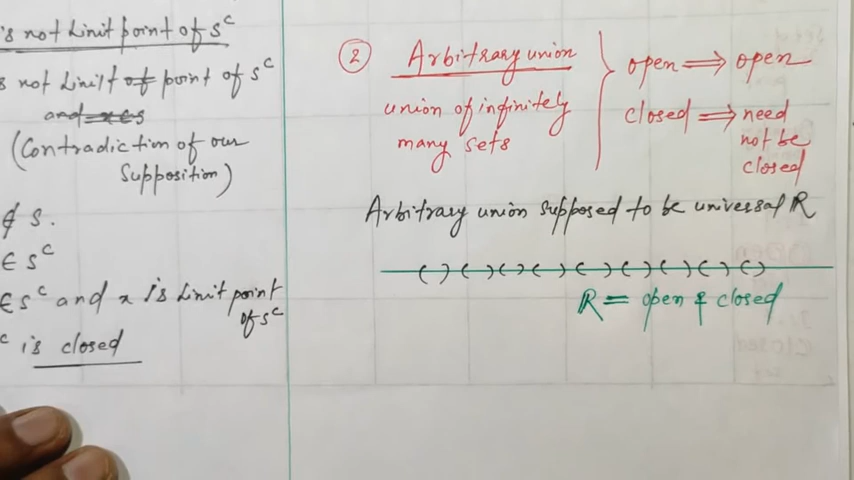 is not Limit point of s^c
s not Limit of point of s^c
and x∈s
(Contradiction of our
Supposition)
∉ s.
∈ s^c
∈ s^c and x is Limit point
of s^c
c is closed
② Arbitrary union
union of infinitely
many sets
open ⟹ open
closed ⟹ need
not be
closed
Arbitrary union supposed to be universal ℝ
( ) ( ) ( ) ( ) ( ) ( ) ( ) ( ) ( )
ℝ = open & closed